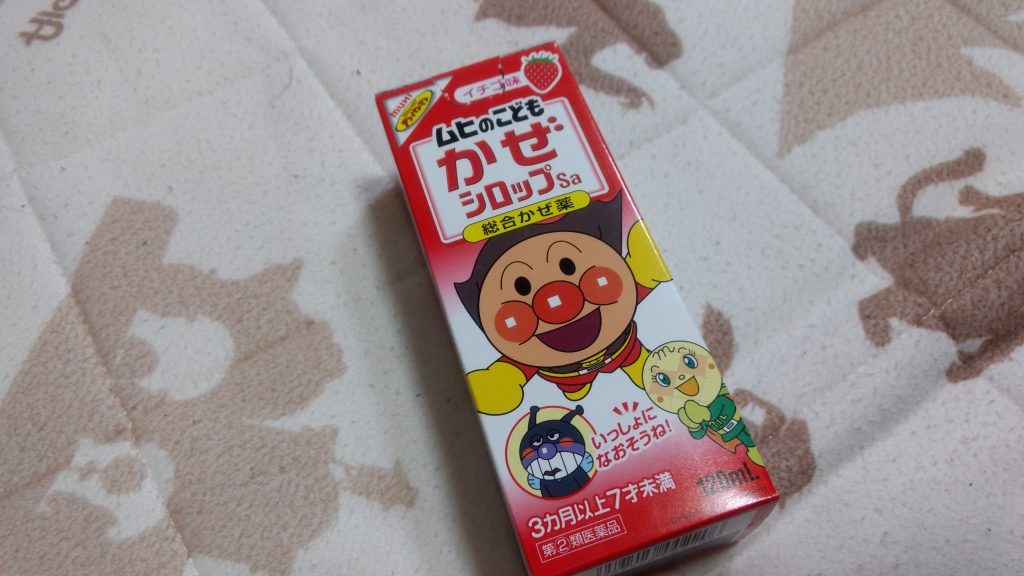 muhi
イチゴ味
ムヒのこども
かぜ
シロップSa
総合かぜ薬
いっしょに
なおそうね!
3カ月以上7才未満
120mL
第②類医薬品